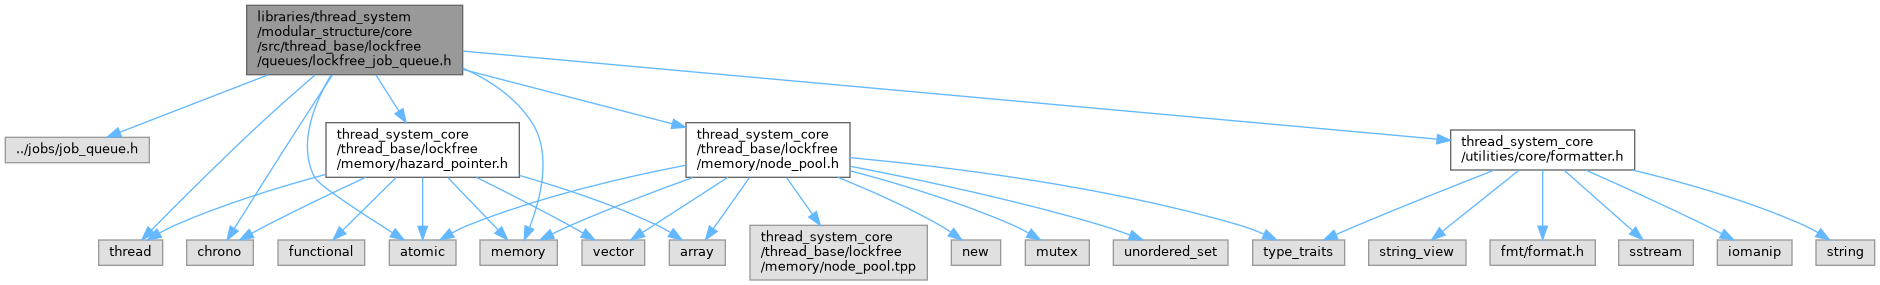 libraries/thread_system
/modular_structure/core
/src/thread_base/lockfree
/queues/lockfree_job_queue.h
../jobs/job_queue.h
thread_system_core
/thread_base/lockfree
/memory/hazard_pointer.h
thread_system_core
/thread_base/lockfree
/memory/node_pool.h
thread_system_core
/utilities/core/formatter.h
thread
chrono
functional
atomic
memory
vector
array
thread_system_core
/thread_base/lockfree
/memory/node_pool.tpp
new
mutex
unordered_set
type_traits
string_view
fmt/format.h
sstream
iomanip
string